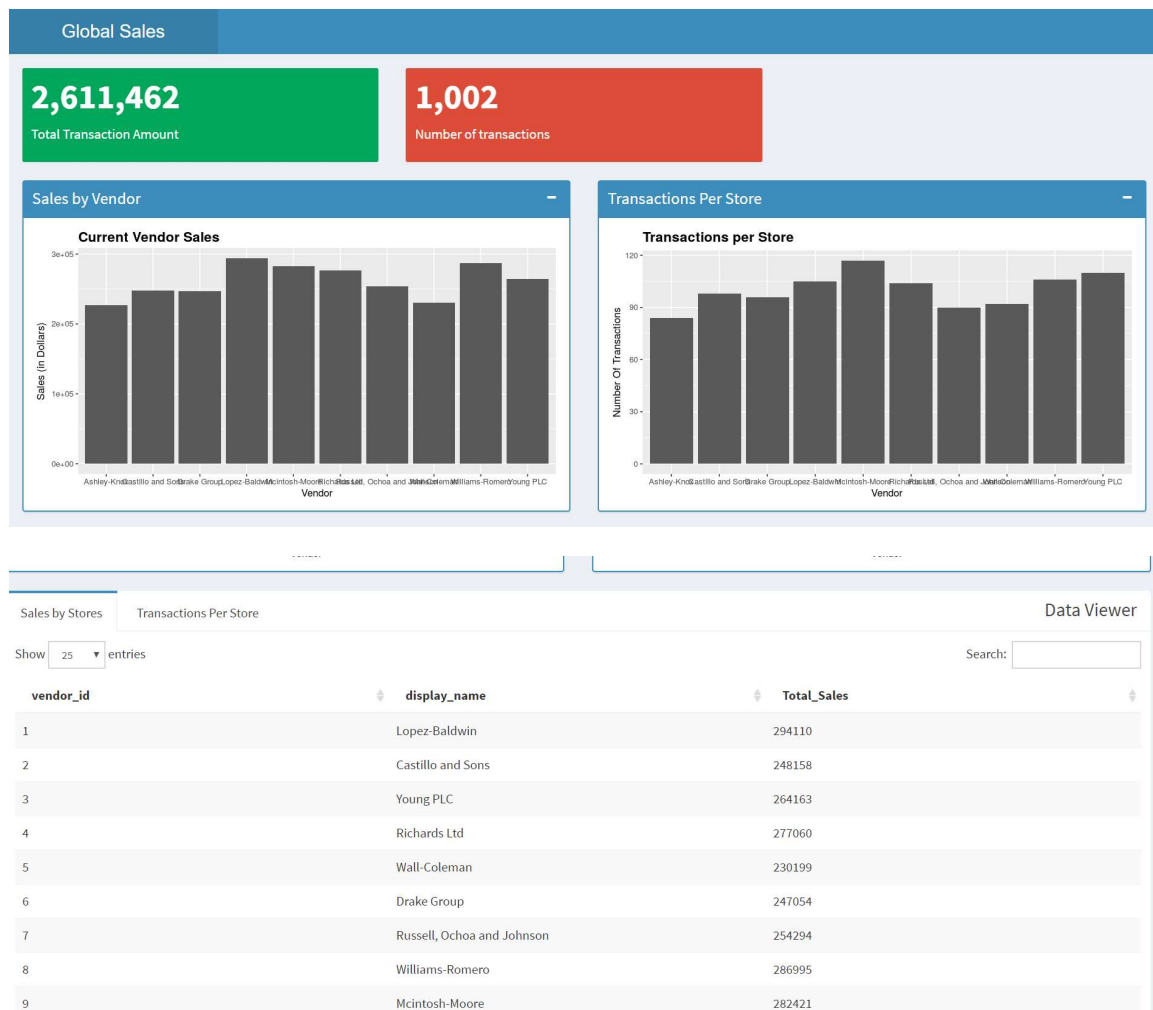 Global Sales
2,611,462
Total Transaction Amount
1,002
Number of transactions
Sales by Vendor
Current Vendor Sales
3e+05
2e+05
1e+05
0e+00
Sales (in Dollars)
Drake Group
Young PLC
Vendor
Transactions Per Store
Transactions per Store
120
90
60
30
0
Number Of Transactions
Young PLC
Vendor
Sales by Stores Transactions Per Store Data Viewer
Show 25 entries Search:
vendor_id display_name Total_Sales
1 Lopez-Baldwin 294110
2 Castillo and Sons 248158
3 Young PLC 264163
4 Richards Ltd 277060
5 Wall-Coleman 230199
6 Drake Group 247054
7 Russell, Ochoa and Johnson 254294
8 Williams-Romero 286995
9 Mcintosh-Moore 282421